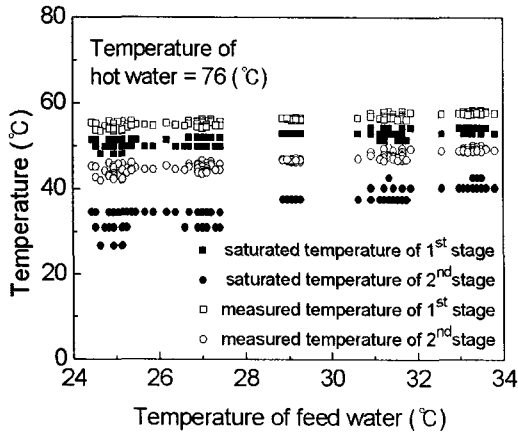 80
60
40
20
0
Temperature (℃)
Temperature of
hot water = 76 (℃)
saturated temperature of 1st stage
saturated temperature of 2nd stage
measured temperature of 1st stage
measured temperature of 2nd stage
24 26 28 30 32 34
Temperature of feed water (℃)